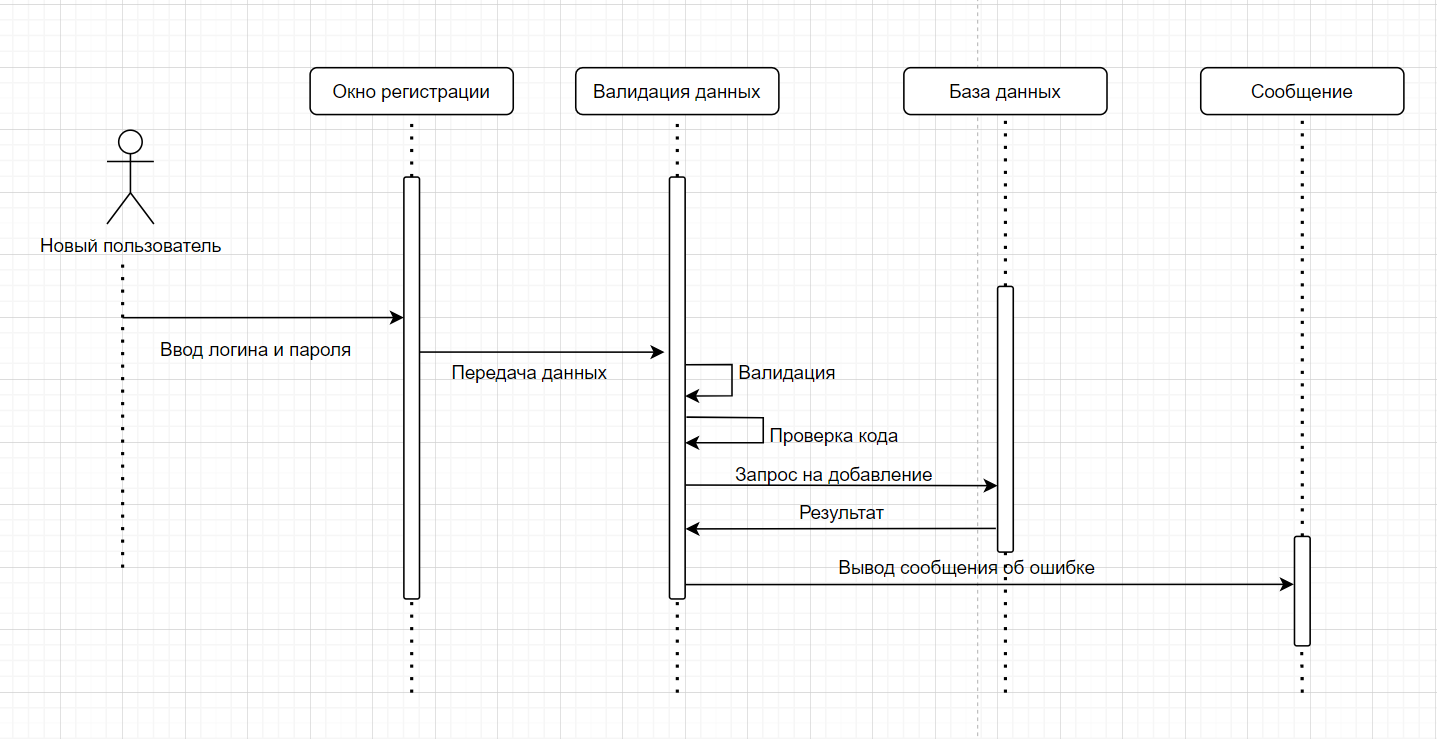 Окно регистрации
Валидация данных
База данных
Сообщение
Новый пользователь
Ввод логина и пароля
Передача данных
Валидация
Проверка кода
Запрос на добавление
Результат
Вывод сообщения об ошибке